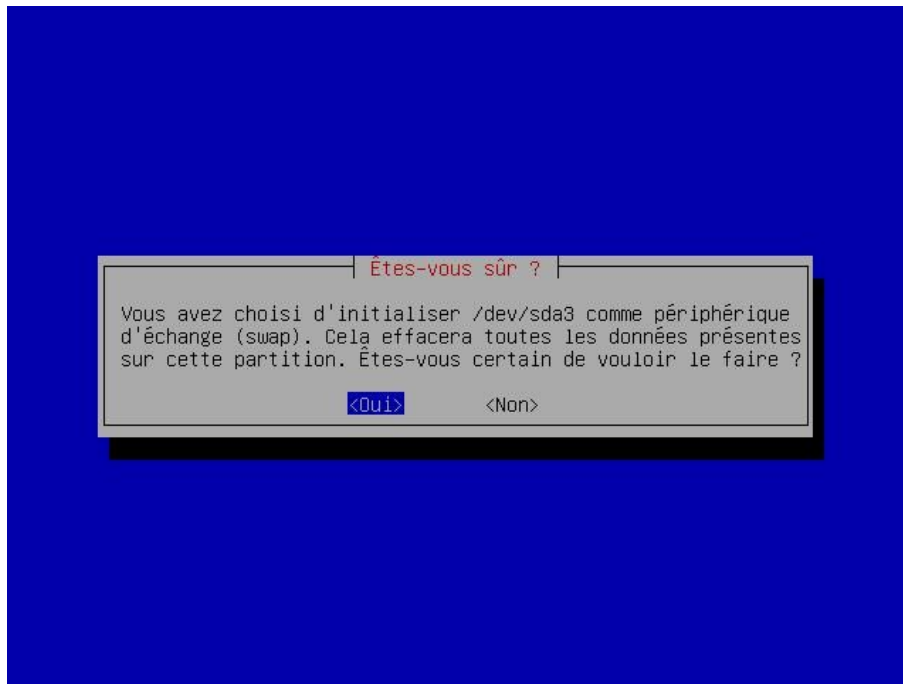 Êtes-vous sûr ?
Vous avez choisi d'initialiser /dev/sda3 comme périphérique
d'échange (swap). Cela effacera toutes les données présentes
sur cette partition. Êtes-vous certain de vouloir le faire ?
<Oui> <Non>